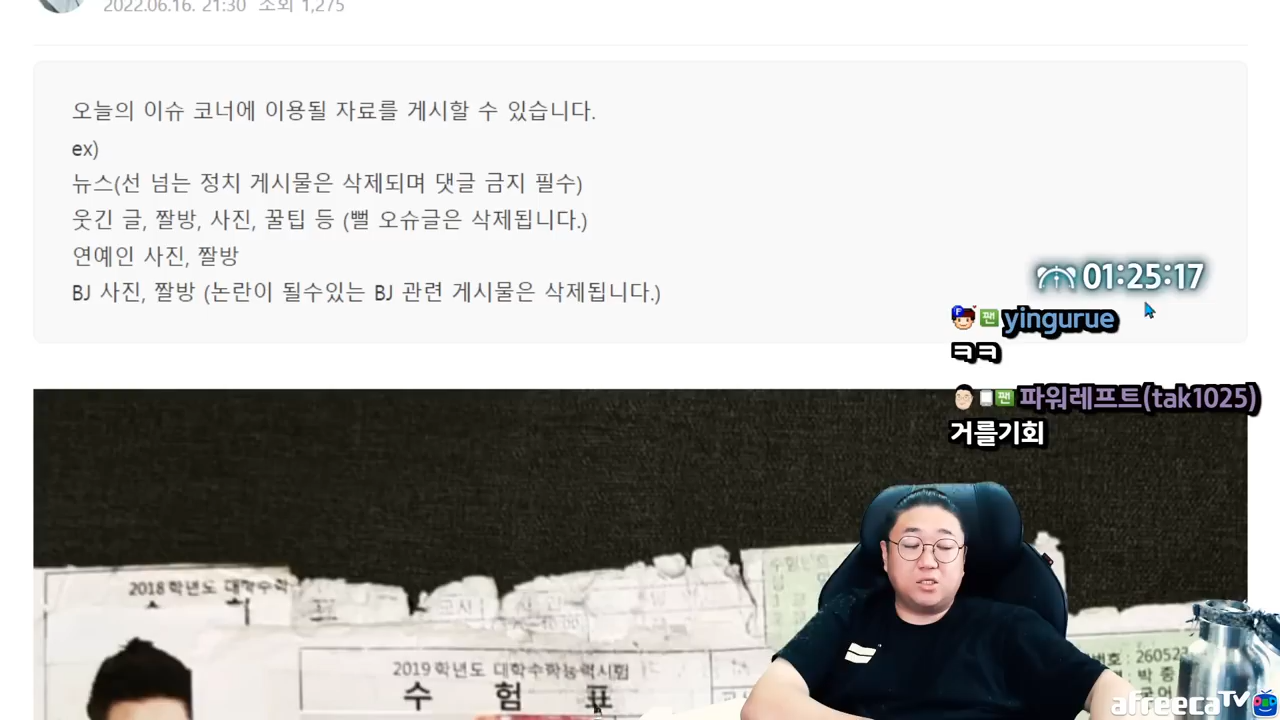 2022.06.16. 21:30 조회 1,275
오늘의 이슈 코너에 이용될 자료를 게시할 수 있습니다.
ex)
뉴스(선 넘는 정치 게시물은 삭제되며 댓글 금지 필수)
웃긴 글, 짤방, 사진, 꿀팁 등 (뻘 오슈글은 삭제됩니다.)
연예인 사진, 짤방
BJ 사진, 짤방 (논란이 될수있는 BJ 관련 게시물은 삭제됩니다.)
01:25:17
짼 yingurue
ㅋㅋ
짼 파워레프트(tak1025)
거를기회
2018학년도 대학수학
2019학년도 대학수학능력시험
수 험 표
번호 : 260523
박 종
afreecaTV